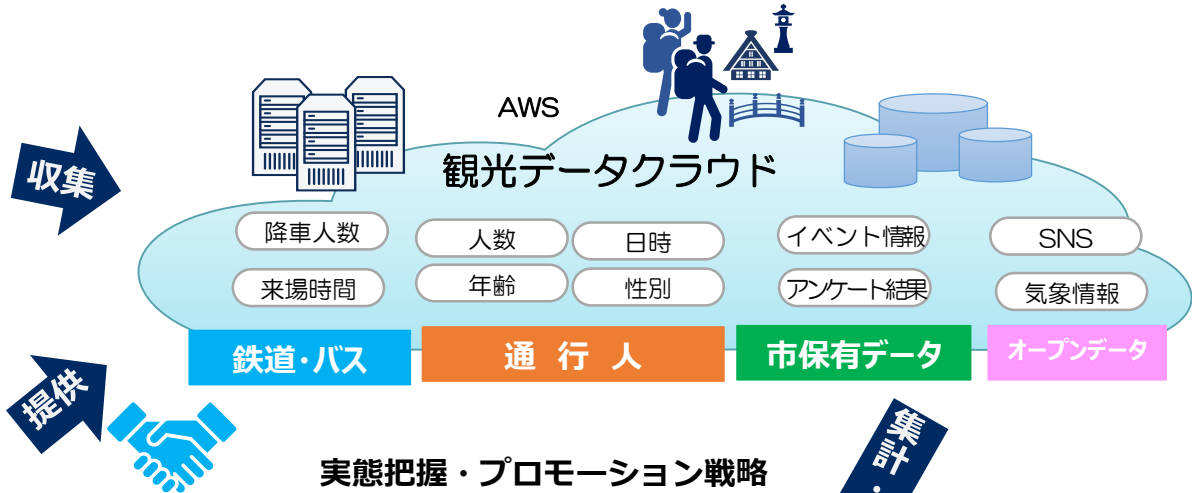 AWS
観光データクラウド
収集
降車人数
人数
日時
イベント情報
SNS
来場時間
年齢
性別
アンケート結果
気象情報
鉄道・バス
通行人
市保有データ
オープンデータ
提供
集計・
実態把握・プロモーション戦略